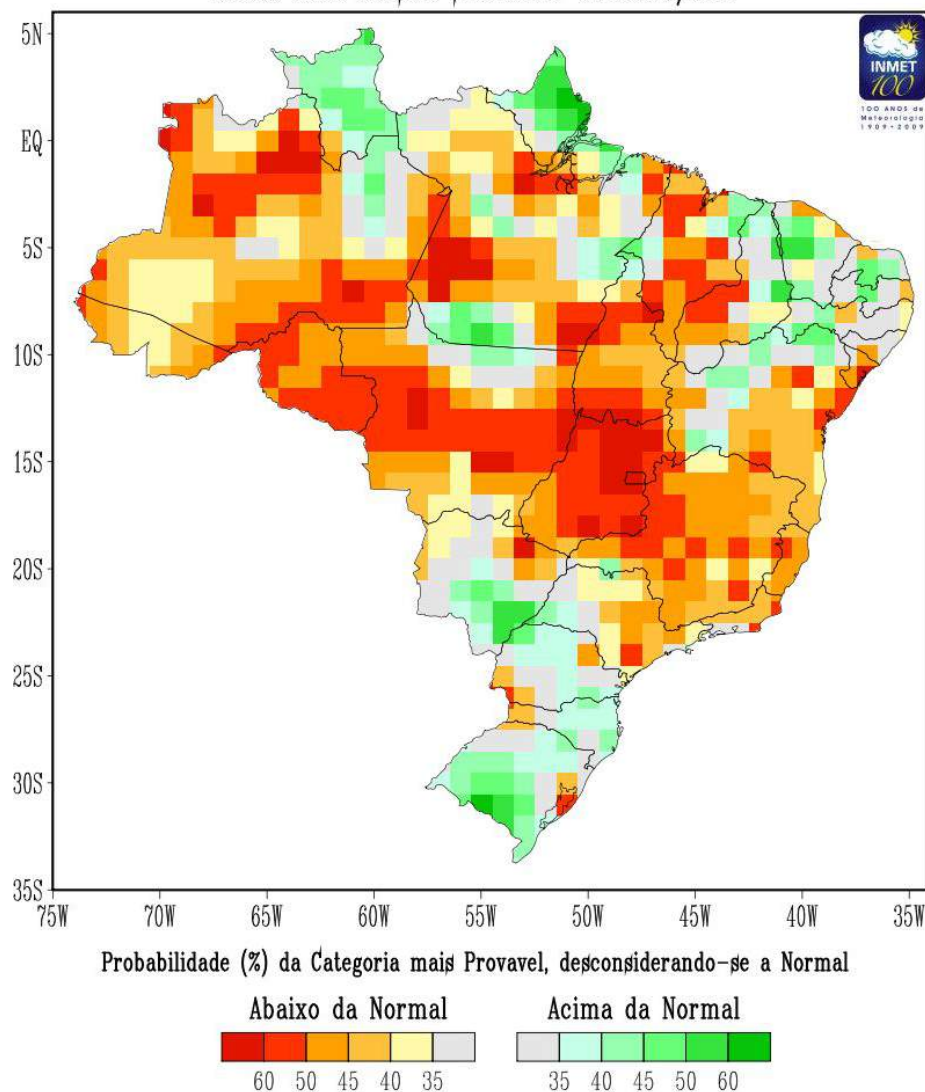 INMET
100
100 ANOS de
Meteorologia
1909-2009
5N
EQ
5S
10S
15S
20S
25S
30S
35S
75W 70W 65W 60W 55W 50W 45W 40W 35W
Probabilidade (%) da Categoria mais Provavel, desconsiderando-se a Normal
Abaixo da Normal Acima da Normal
60 50 45 40 35 35 40 45 50 60